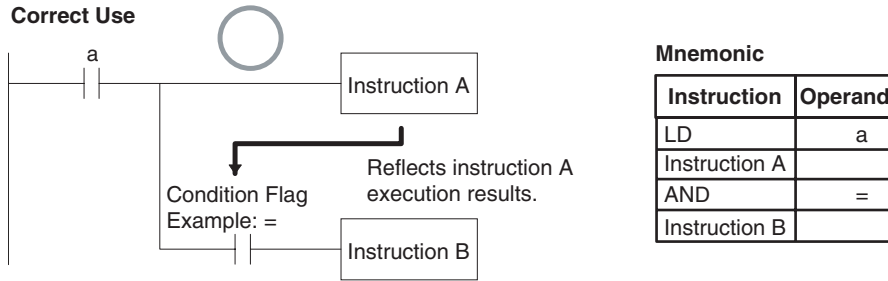 Correct Use
a
Instruction A
Reflects instruction A
execution results.
Condition Flag
Example: =
Instruction B
Mnemonic
Instruction Operand
LD a
Instruction A
AND =
Instruction B